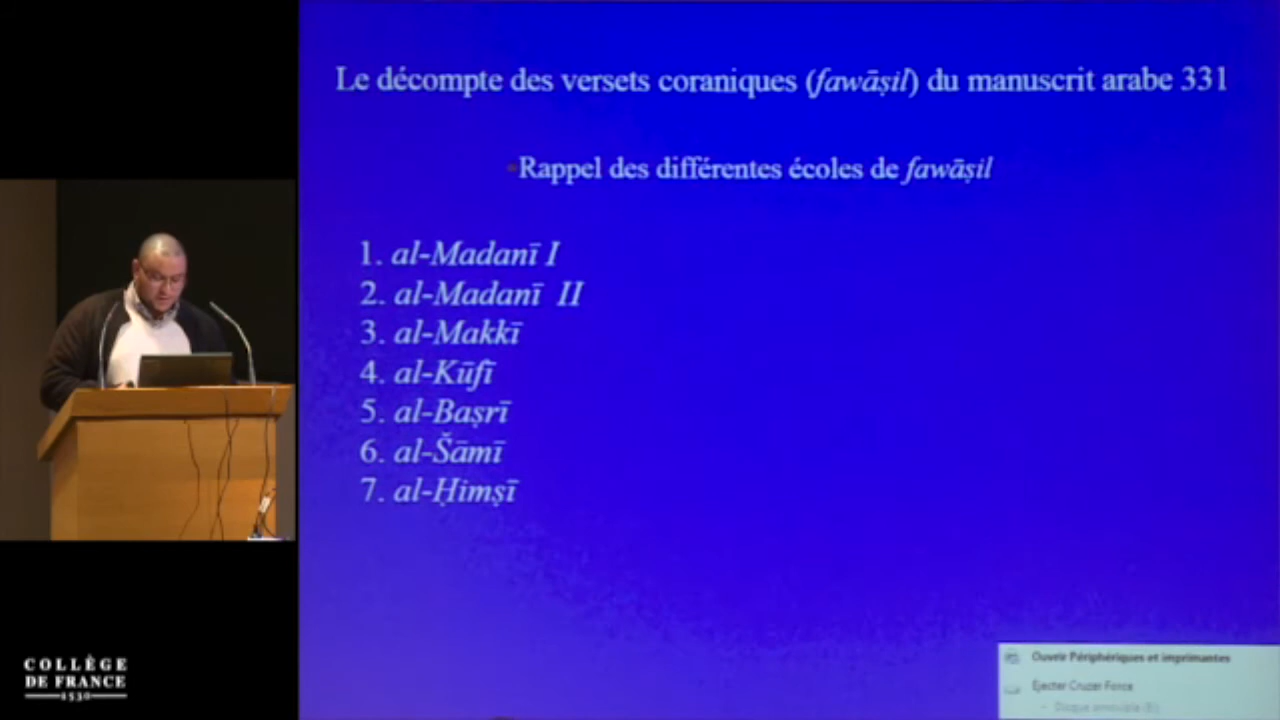 Le décompte des versets coraniques (fawāṣil) du manuscrit arabe 331
•Rappel des différentes écoles de fawāṣil
1. al-Madanī I
2. al-Madanī II
3. al-Makkī
4. al-Kūfī
5. al-Baṣrī
6. al-Šāmī
7. al-Ḥimṣī
COLLÈGE
DE FRANCE
1530
Ouvrir Périphériques et imprimantes
Éjecter Cruzer Force
- Disque amovible (E:)